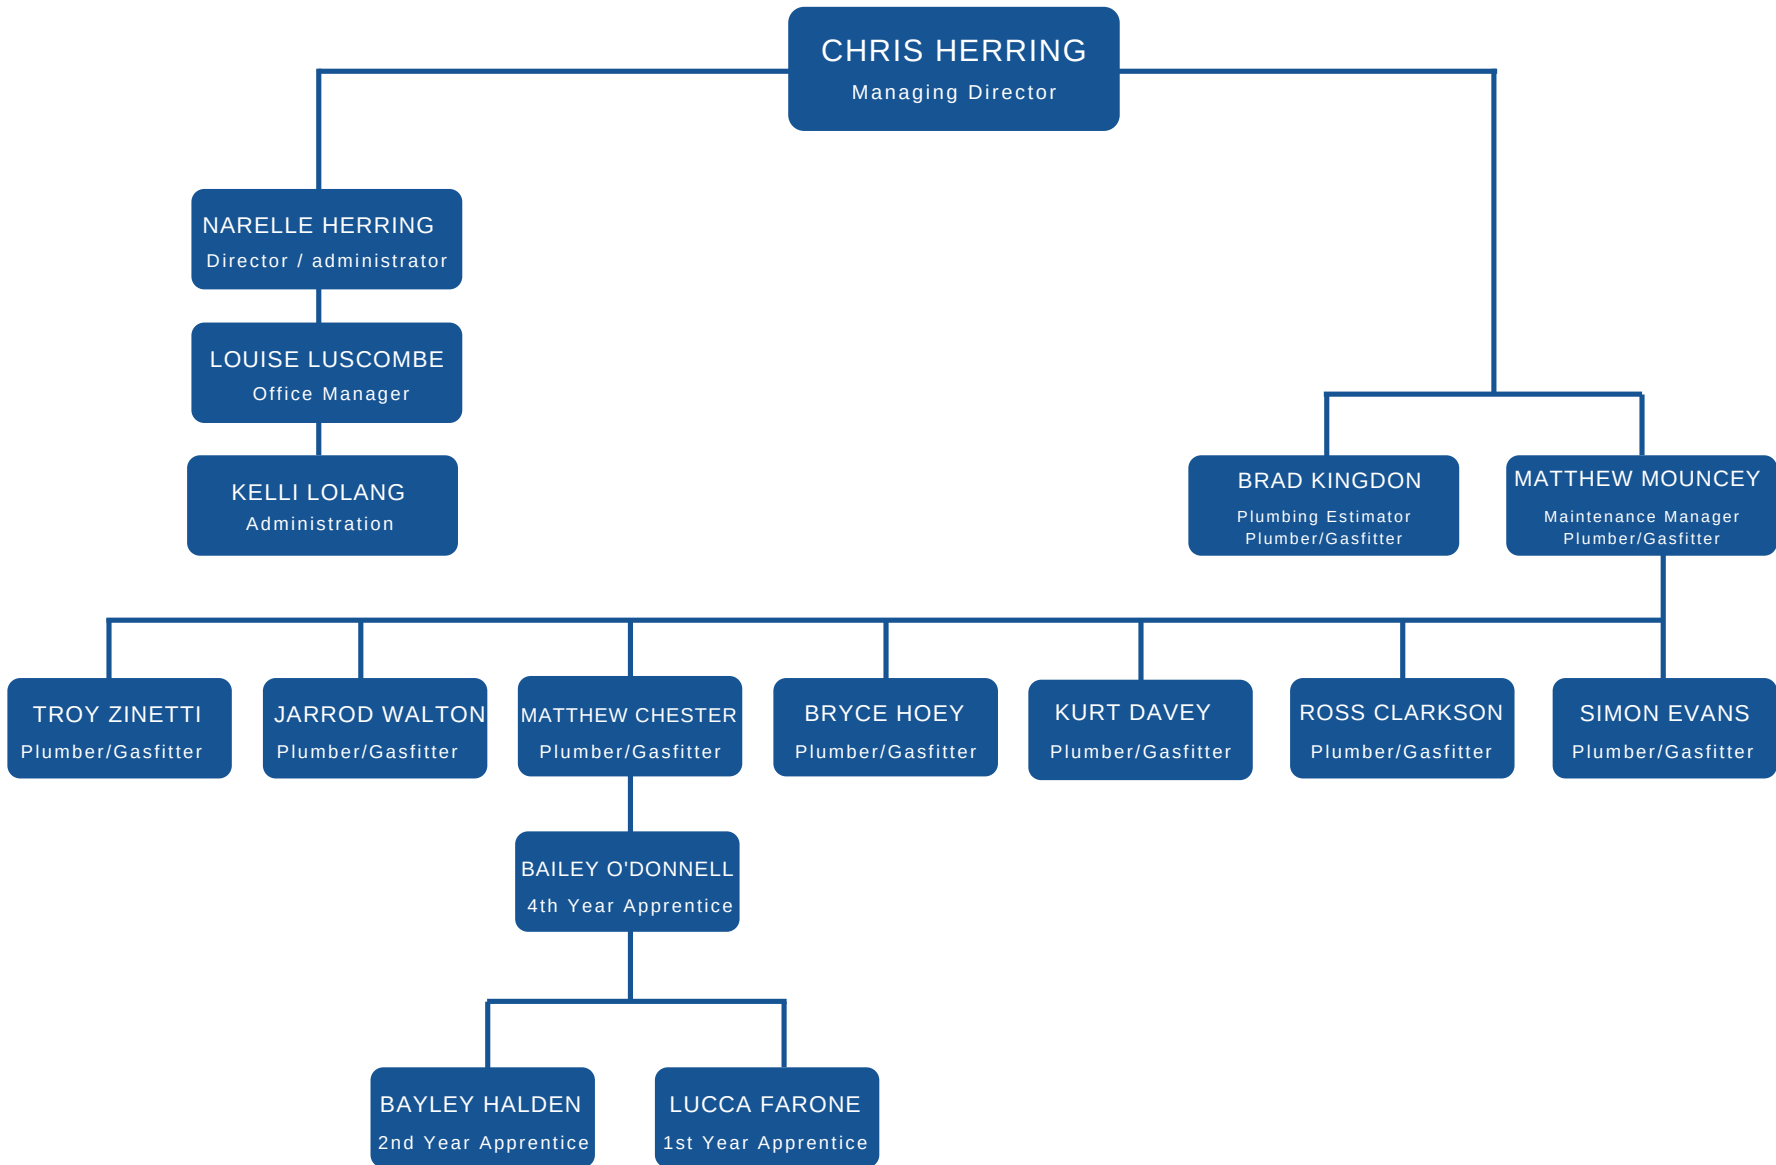 CHRIS HERRING
Managing Director
NARELLE HERRING
Director / administrator
LOUISE LUSCOMBE
Office Manager
KELLI LOLANG
Administration
BRAD KINGDON
Plumbing Estimator
Plumber/Gasfitter
MATTHEW MOUNCEY
Maintenance Manager
Plumber/Gasfitter
TROY ZINETTI
Plumber/Gasfitter
JARROD WALTON
Plumber/Gasfitter
MATTHEW CHESTER
Plumber/Gasfitter
BRYCE HOEY
Plumber/Gasfitter
KURT DAVEY
Plumber/Gasfitter
ROSS CLARKSON
Plumber/Gasfitter
SIMON EVANS
Plumber/Gasfitter
BAILEY O'DONNELL
4th Year Apprentice
BAYLEY HALDEN
2nd Year Apprentice
LUCCA FARONE
1st Year Apprentice